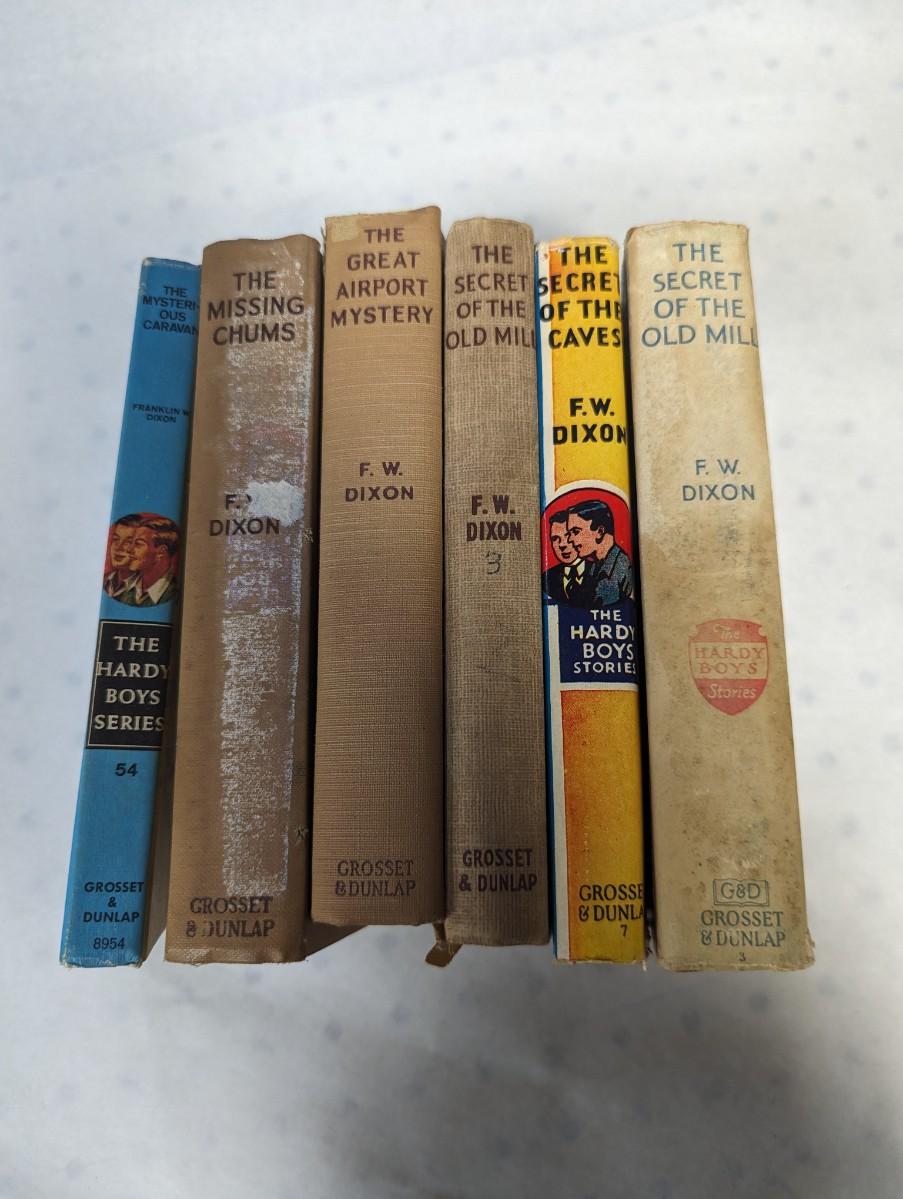 THE
MYSTERI-
OUS
CARAVAN
FRANKLIN W.
DIXON
THE
HARDY
BOYS
SERIES
54
GROSSET
&
DUNLAP
8954
THE
MISSING
CHUMS
F.
DIXON
GROSSET
& DUNLAP
THE
GREAT
AIRPORT
MYSTERY
F. W.
DIXON
GROSSET
& DUNLAP
THE
SECRET
OF THE
OLD MILL
F. W.
DIXON
3
GROSSET
& DUNLAP
THE
SECRET
OF THE
CAVES
F.W.
DIXON
THE
HARDY
BOYS
STORIES
GROSSE
& DUNLA
7
THE
SECRET
OF THE
OLD MILL
F. W.
DIXON
The
HARDY
BOYS
Stories
G&D
GROSSET
& DUNLAP
3